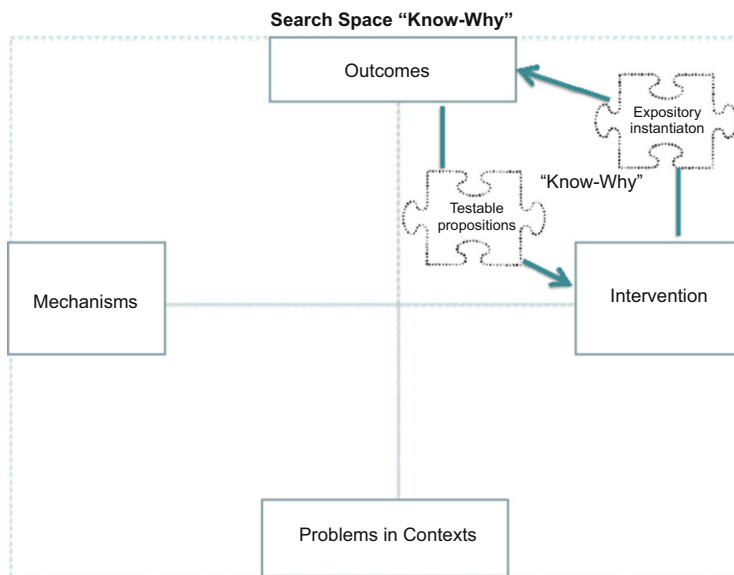 Search Space “Know-Why”
Outcomes
Expository
instantiaton
“Know-Why”
Testable
propositions
Mechanisms
Intervention
Problems in Contexts